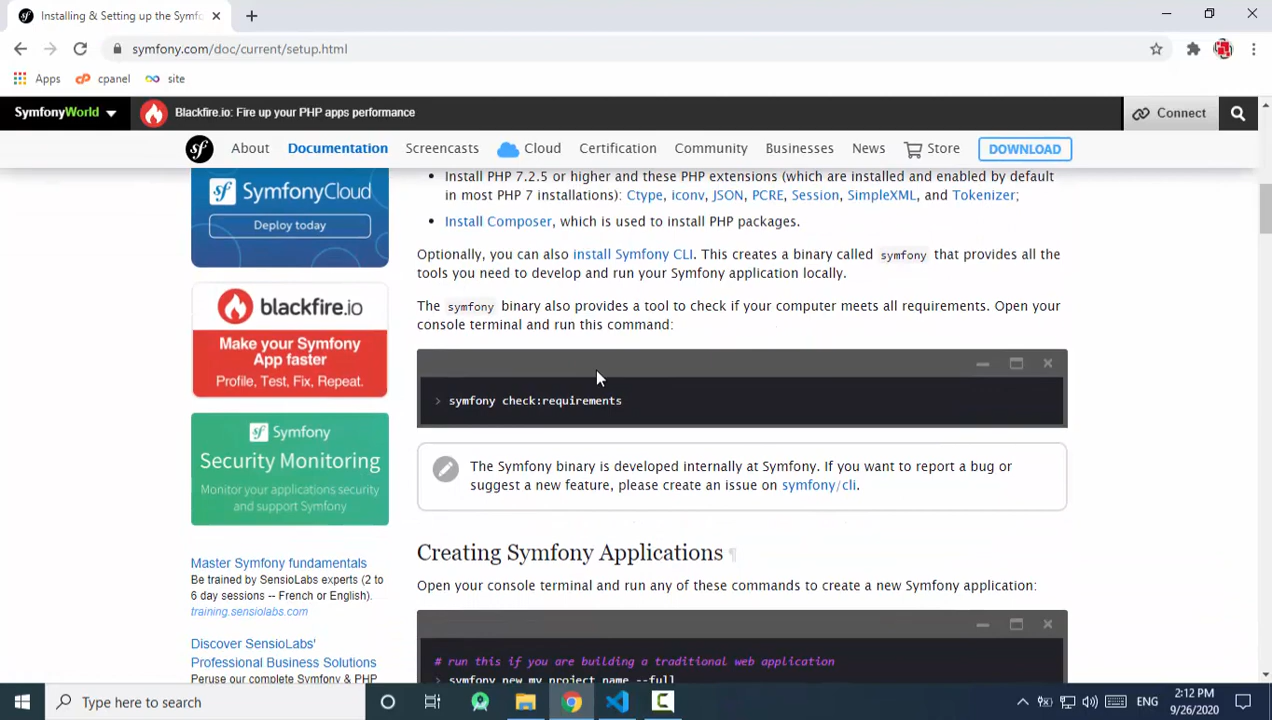 Installing & Setting up the Symf
symfony.com/doc/current/setup.html
Apps cpanel site
SymfonyWorld Blackfire.io: Fire up your PHP apps performance Connect
sf About Documentation Screencasts Cloud Certification Community Businesses News Store DOWNLOAD
SymfonyCloud
Deploy today
blackfire.io
Make your Symfony
App faster
Profile, Test, Fix, Repeat.
sf Symfony
Security Monitoring
Monitor your applications security
and support Symfony
Master Symfony fundamentals
Be trained by SensioLabs experts (2 to
6 day sessions -- French or English).
training.sensiolabs.com
Discover SensioLabs'
Professional Business Solutions
Peruse our complete Symfony & PHP
• Install PHP 7.2.5 or higher and these PHP extensions (which are installed and enabled by default
in most PHP 7 installations): Ctype, iconv, JSON, PCRE, Session, SimpleXML, and Tokenizer;
• Install Composer, which is used to install PHP packages.
Optionally, you can also install Symfony CLI. This creates a binary called symfony that provides all the
tools you need to develop and run your Symfony application locally.
The symfony binary also provides a tool to check if your computer meets all requirements. Open your
console terminal and run this command:
> symfony check:requirements
The Symfony binary is developed internally at Symfony. If you want to report a bug or
suggest a new feature, please create an issue on symfony/cli.
Creating Symfony Applications ¶
Open your console terminal and run any of these commands to create a new Symfony application:
# run this if you are building a traditional web application
> symfony new my_project_name --full
Type here to search
ENG
2:12 PM
9/26/2020